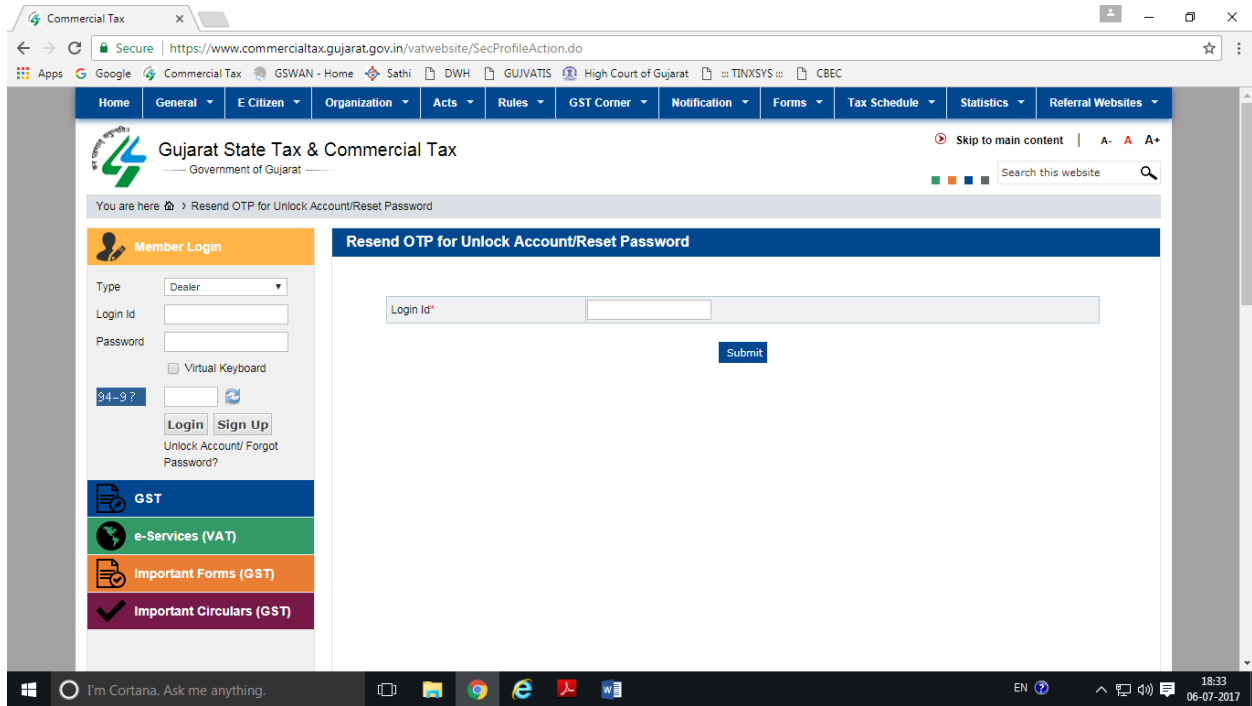 Commercial Tax
Secure https://www.commercialtax.gujarat.gov.in/vatwebsite/SecProfileAction.do
Apps Google Commercial Tax GSWAN - Home Sathi DWH GUJVATIS High Court of Gujarat ::: TINXSYS ::: CBEC
Home General E Citizen Organization Acts Rules GST Corner Notification Forms Tax Schedule Statistics Referral Websites
Gujarat State Tax & Commercial Tax
Government of Gujarat
Skip to main content | A- A A+
Search this website
You are here › Resend OTP for Unlock Account/Reset Password
Member Login
Type Dealer
Login Id
Password
Virtual Keyboard
94-9?
Login Sign Up
Unlock Account/ Forgot
Password?
GST
e-Services (VAT)
Important Forms (GST)
Important Circulars (GST)
Resend OTP for Unlock Account/Reset Password
Login Id*
Submit
I'm Cortana. Ask me anything.
EN
18:33
06-07-2017